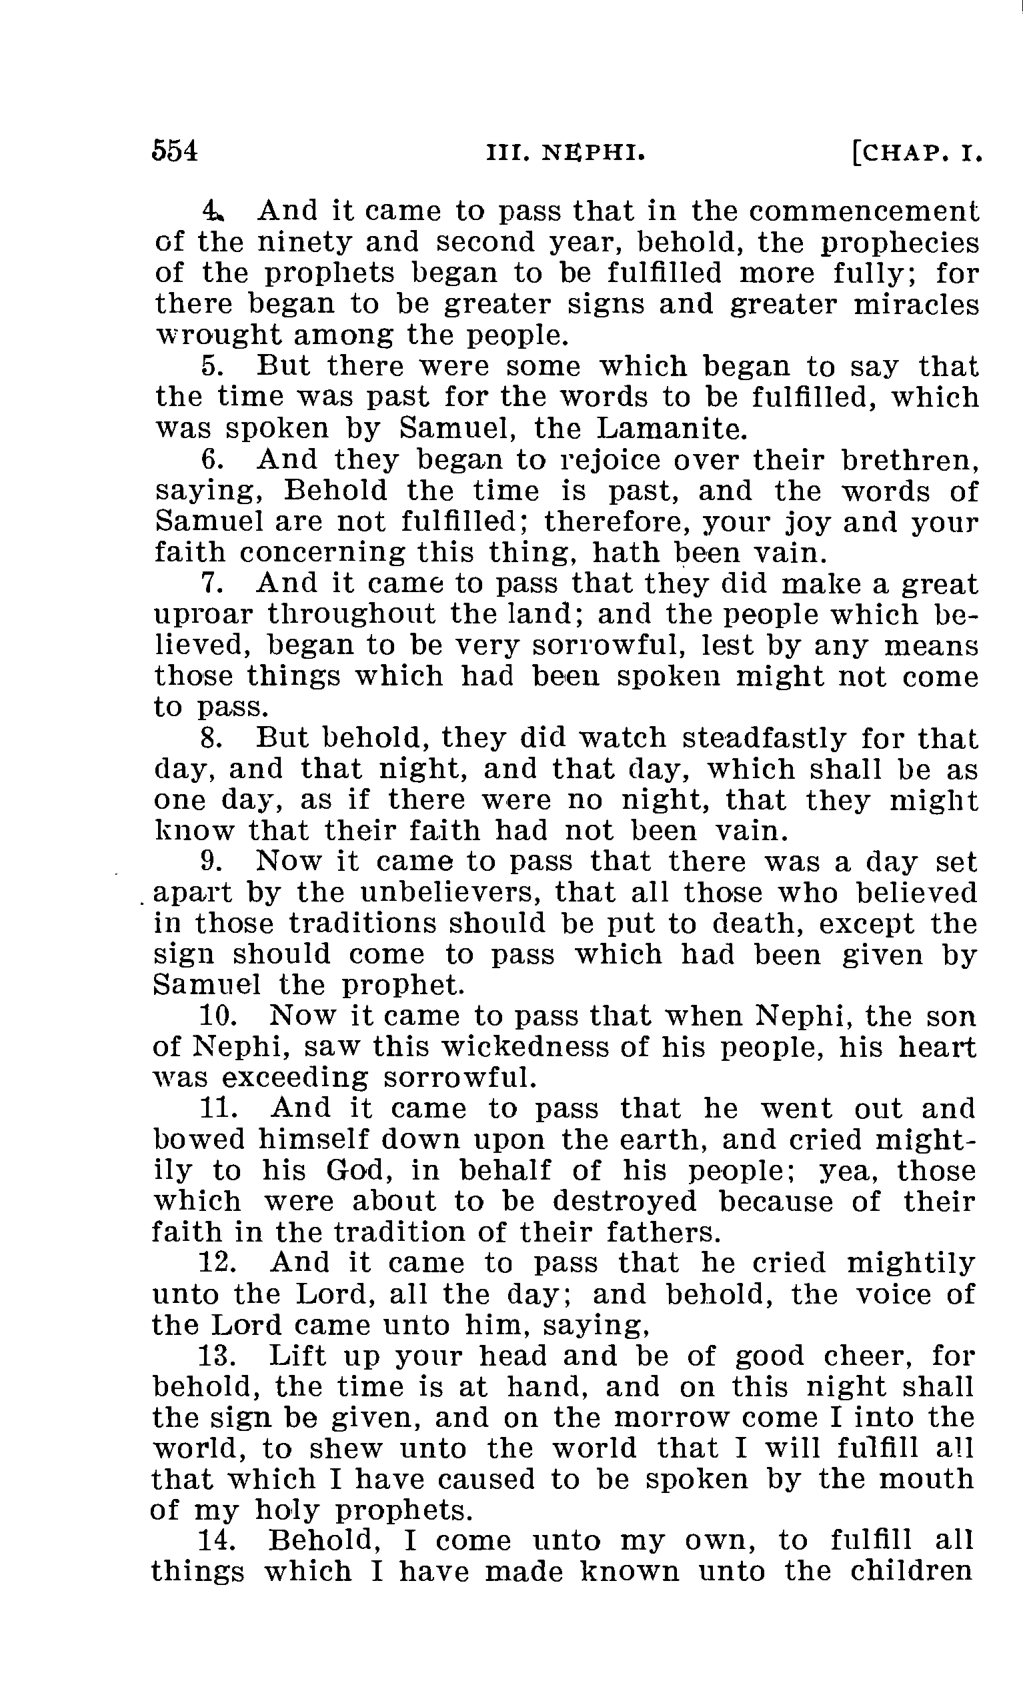 554 III. NEPHI. [CHAP. I.
4. And it came to pass that in the commencement
of the ninety and second year, behold, the prophecies
of the prophets began to be fulfilled more fully; for
there began to be greater signs and greater miracles
wrought among the people.
5. But there were some which began to say that
the time was past for the words to be fulfilled, which
was spoken by Samuel, the Lamanite.
6. And they began to rejoice over their brethren,
saying, Behold the time is past, and the words of
Samuel are not fulfilled; therefore, your joy and your
faith concerning this thing, hath been vain.
7. And it came to pass that they did make a great
uproar throughout the land; and the people which be-
lieved, began to be very sorrowful, lest by any means
those things which had been spoken might not come
to pass.
8. But behold, they did watch steadfastly for that
day, and that night, and that day, which shall be as
one day, as if there were no night, that they might
know that their faith had not been vain.
9. Now it came to pass that there was a day set
apart by the unbelievers, that all those who believed
in those traditions should be put to death, except the
sign should come to pass which had been given by
Samuel the prophet.
10. Now it came to pass that when Nephi, the son
of Nephi, saw this wickedness of his people, his heart
was exceeding sorrowful.
11. And it came to pass that he went out and
bowed himself down upon the earth, and cried might-
ily to his God, in behalf of his people; yea, those
which were about to be destroyed because of their
faith in the tradition of their fathers.
12. And it came to pass that he cried mightily
unto the Lord, all the day; and behold, the voice of
the Lord came unto him, saying,
13. Lift up your head and be of good cheer, for
behold, the time is at hand, and on this night shall
the sign be given, and on the morrow come I into the
world, to shew unto the world that I will fulfill all
that which I have caused to be spoken by the mouth
of my holy prophets.
14. Behold, I come unto my own, to fulfill all
things which I have made known unto the children